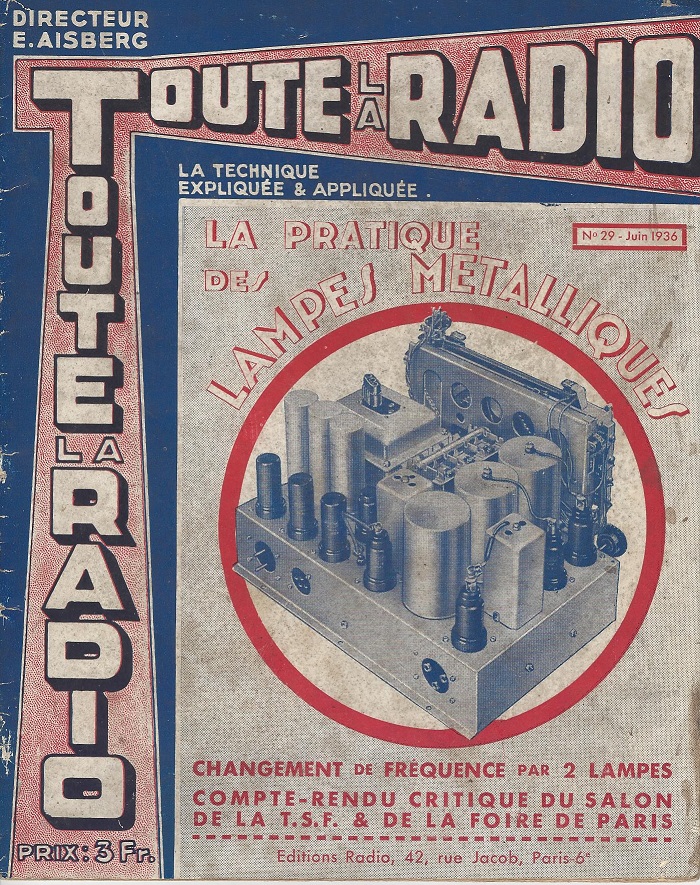 DIRECTEUR
E. AISBERG
TOUTE LA RADIO
TOUTE LA RADIO
LA TECHNIQUE
EXPLIQUÉE & APPLIQUÉE.
Nº 29 - Juin 1936
LA PRATIQUE
DES
LAMPES MÉTALLIQUES
CHANGEMENT DE FRÉQUENCE PAR 2 LAMPES
COMPTE-RENDU CRITIQUE DU SALON
DE LA T.S.F. & DE LA FOIRE DE PARIS
PRIX: 3 Fr.
Editions Radio, 42, rue Jacob, Paris-6e